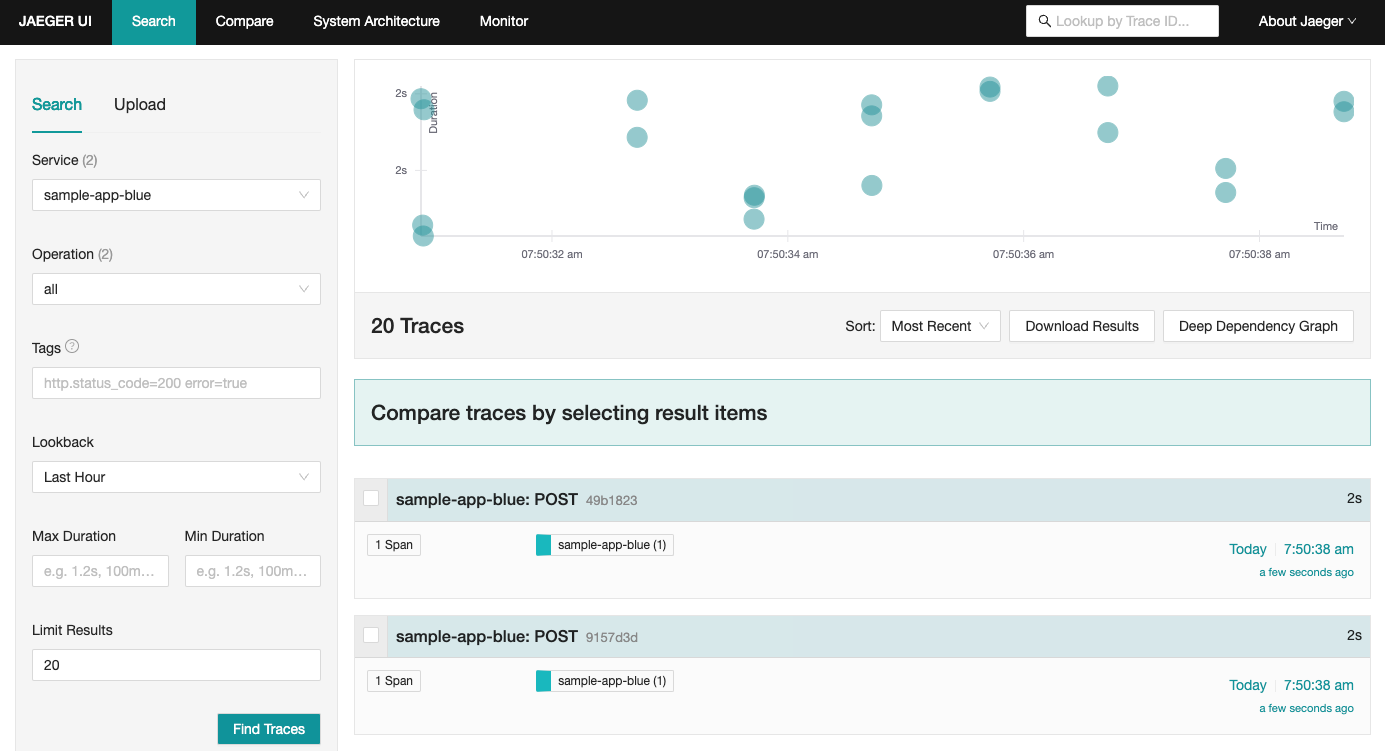 JAEGER UI Search Compare System Architecture Monitor Lookup by Trace ID... About Jaeger
Search Upload
Service (2)
sample-app-blue
Operation (2)
all
Tags ?
http.status_code=200 error=true
Lookback
Last Hour
Max Duration Min Duration
e.g. 1.2s, 100m... e.g. 1.2s, 100m...
Limit Results
20
Find Traces
2s
Duration
2s
Time
07:50:32 am 07:50:34 am 07:50:36 am 07:50:38 am
20 Traces Sort: Most Recent Download Results Deep Dependency Graph
Compare traces by selecting result items
sample-app-blue: POST 49b1823 2s
1 Span sample-app-blue (1) Today 7:50:38 am
a few seconds ago
sample-app-blue: POST 9157d3d 2s
1 Span sample-app-blue (1) Today 7:50:38 am
a few seconds ago